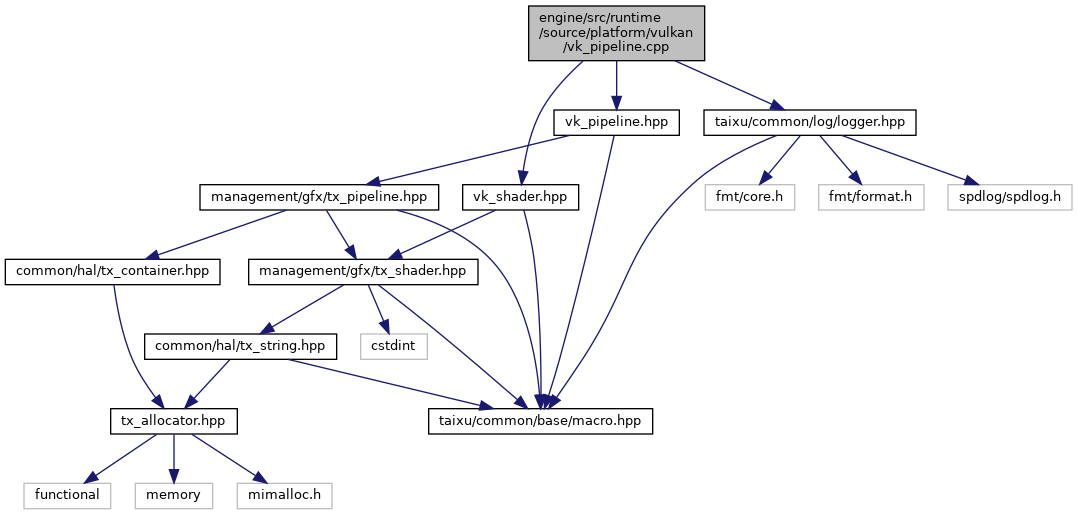 engine/src/runtime
/source/platform/vulkan
/vk_pipeline.cpp
vk_pipeline.hpp
taixu/common/log/logger.hpp
management/gfx/tx_pipeline.hpp
vk_shader.hpp
fmt/core.h
fmt/format.h
spdlog/spdlog.h
common/hal/tx_container.hpp
management/gfx/tx_shader.hpp
common/hal/tx_string.hpp
cstdint
tx_allocator.hpp
taixu/common/base/macro.hpp
functional
memory
mimalloc.h